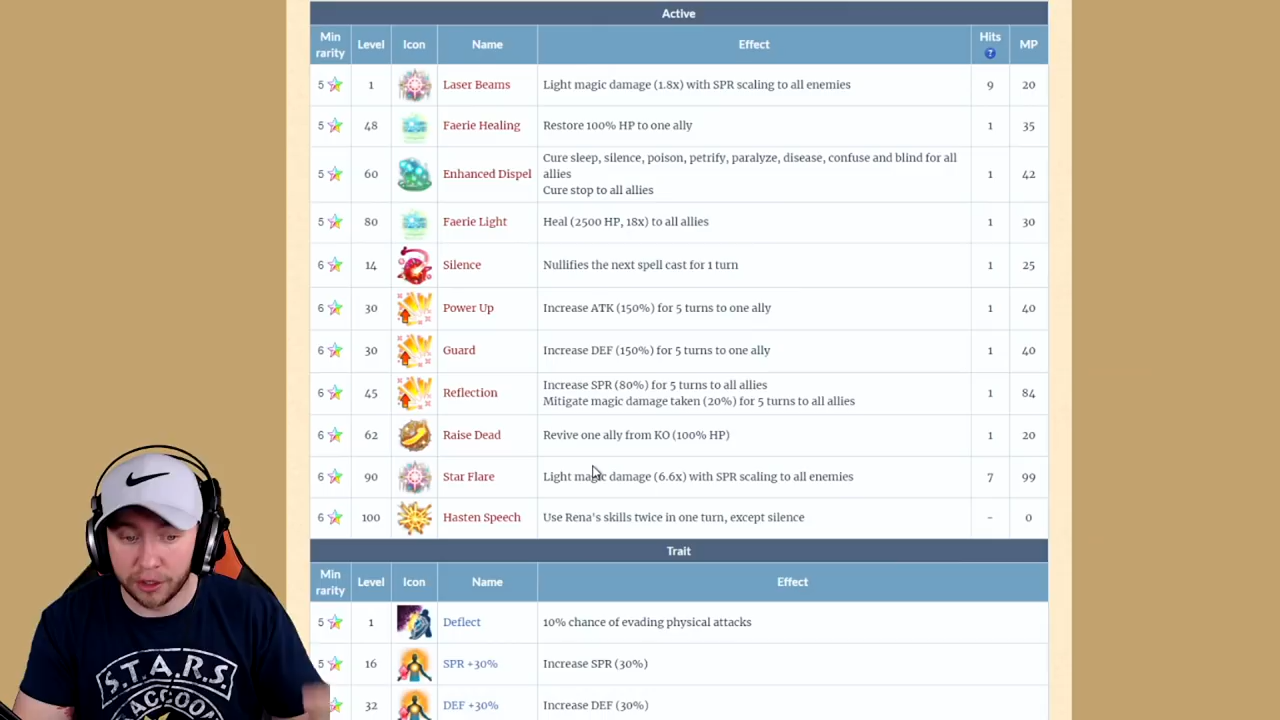 Active
Min rarity Level Icon Name Effect Hits ? MP
5 1 Laser Beams Light magic damage (1.8x) with SPR scaling to all enemies 9 20
5 48 Faerie Healing Restore 100% HP to one ally 1 35
5 60 Enhanced Dispel Cure sleep, silence, poison, petrify, paralyze, disease, confuse and blind for all
allies
Cure stop to all allies 1 42
5 80 Faerie Light Heal (2500 HP, 18x) to all allies 1 30
6 14 Silence Nullifies the next spell cast for 1 turn 1 25
6 30 Power Up Increase ATK (150%) for 5 turns to one ally 1 40
6 30 Guard Increase DEF (150%) for 5 turns to one ally 1 40
6 45 Reflection Increase SPR (80%) for 5 turns to all allies
Mitigate magic damage taken (20%) for 5 turns to all allies 1 84
6 62 Raise Dead Revive one ally from KO (100% HP) 1 20
6 90 Star Flare Light magic damage (6.6x) with SPR scaling to all enemies 7 99
6 100 Hasten Speech Use Rena's skills twice in one turn, except silence - 0
Trait
Min rarity Level Icon Name Effect
5 1 Deflect 10% chance of evading physical attacks
5 16 SPR +30% Increase SPR (30%)
5 32 DEF +30% Increase DEF (30%)
S.T.A.R.S.
RACCOON